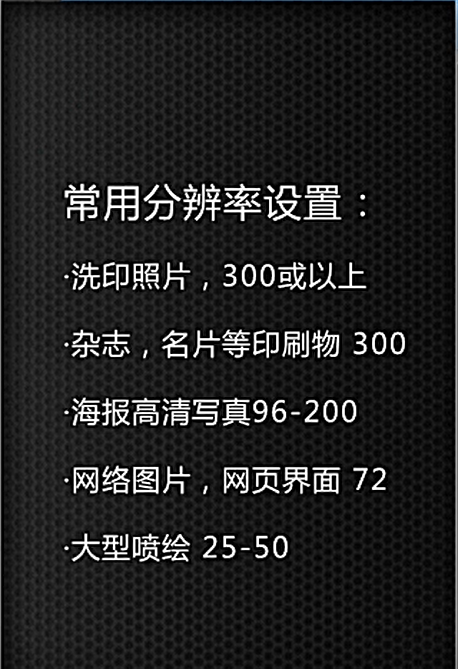 常用分辨率设置：
·洗印照片，300或以上
·杂志，名片等印刷物 300
·海报高清写真96-200
·网络图片，网页界面 72
·大型喷绘 25-50